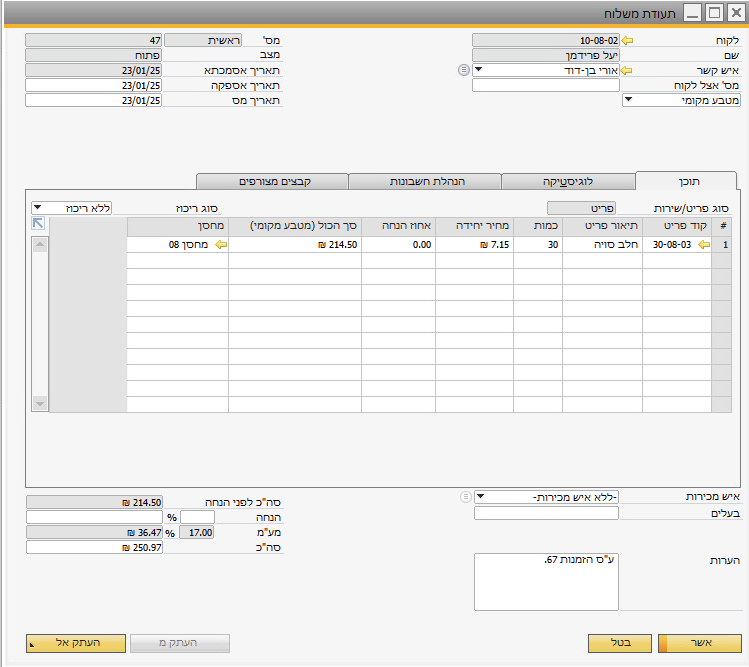 תעודת משלוח
לקוח 10-08-02
שם יעל פרידמן
איש קשר אורי בן-דוד
מס' אצל לקוח
מטבע מקומי
מס' ראשית 47
מצב פתוח
תאריך אסמכתא 23/01/25
תאריך אספקה 23/01/25
תאריך מס 23/01/25
תוכן לוגיסטיקה הנהלת חשבונות קבצים מצורפים
סוג פריט/שירות פריט סוג ריכוז ללא ריכוז
# קוד פריט תיאור פריט כמות מחיר יחידה אחוז הנחה סך הכול (מטבע מקומי) מחסן
1 30-08-03 חלב סויה 30 7.15 ₪ 0.00 214.50 ₪ מחסן 08
איש מכירות -ללא איש מכירות-
בעלים
הערות ע"ס הזמנות 67.
סה"כ לפני הנחה 214.50 ₪
הנחה %
מע"מ 17.00 % 36.47 ₪
סה"כ 250.97 ₪
אשר בטל העתק מ העתק אל